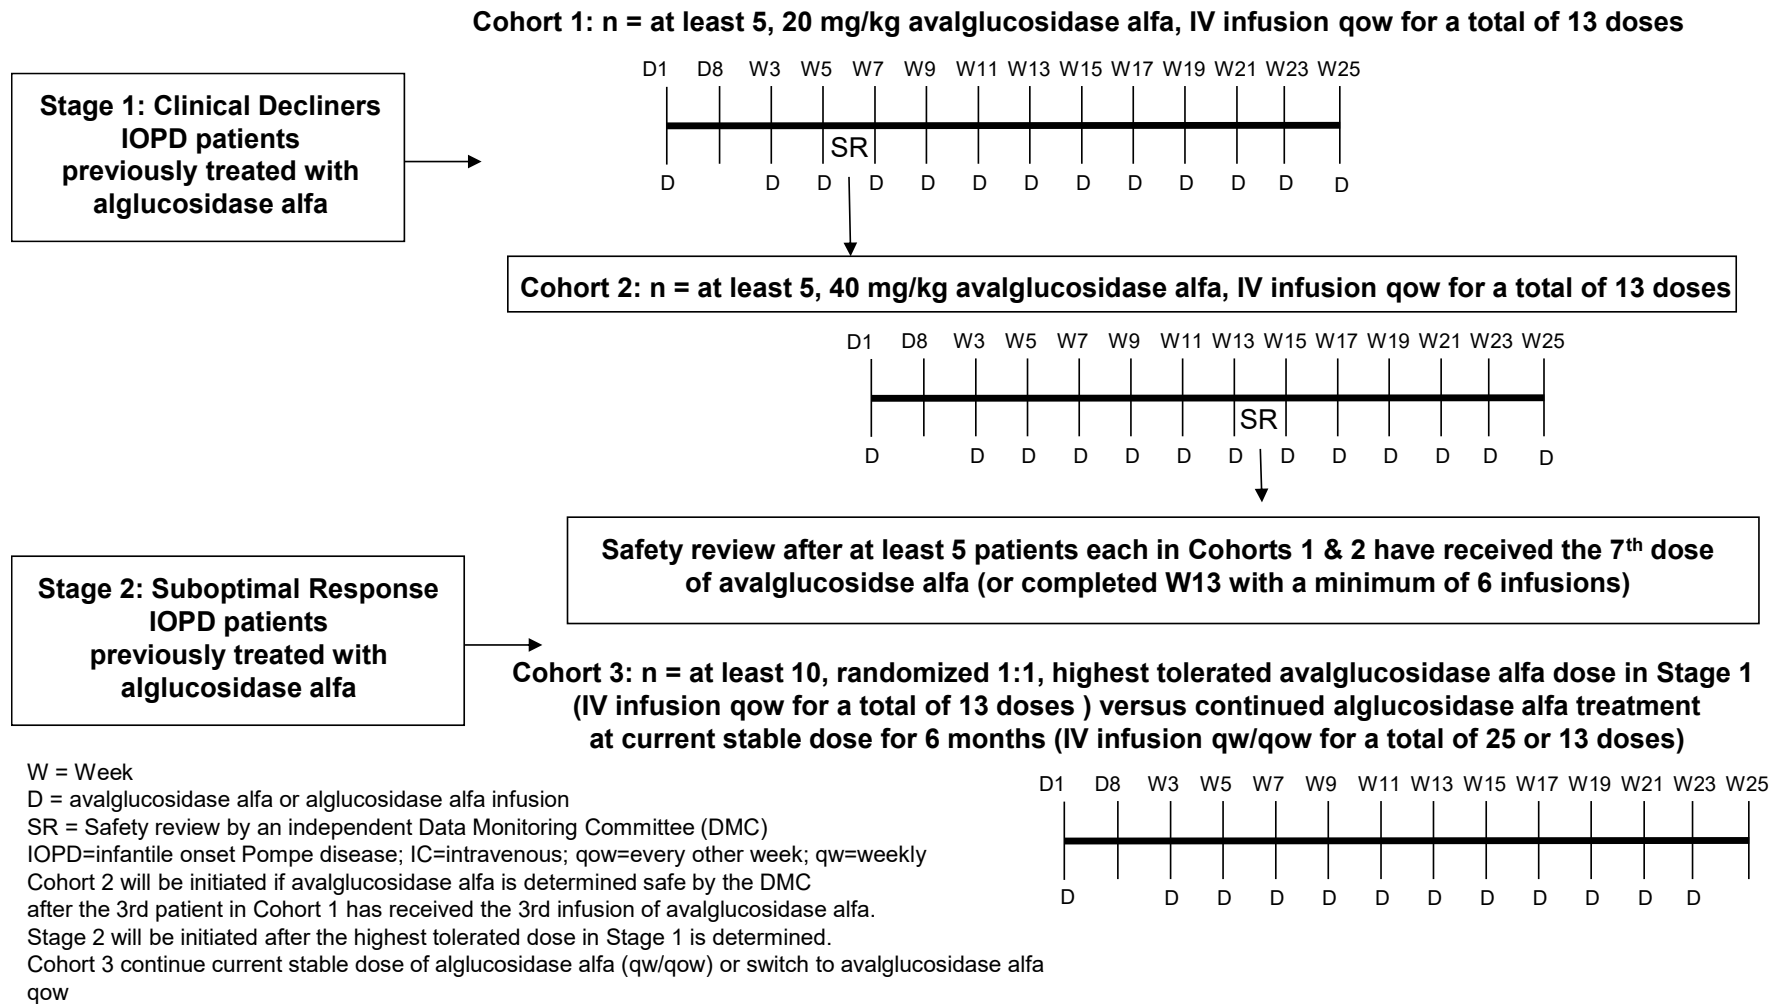 Cohort 1: n = at least 5, 20 mg/kg avalglucosidase alfa, IV infusion qow for a total of 13 doses
Stage 1: Clinical Decliners
IOPD patients
previously treated with
alglucosidase alfa
D1 D8 W3 W5 W7 W9 W11 W13 W15 W17 W19 W21 W23 W25
SR
D D D D D D D D D D D D D
Cohort 2: n = at least 5, 40 mg/kg avalglucosidase alfa, IV infusion qow for a total of 13 doses
D1 D8 W3 W5 W7 W9 W11 W13 W15 W17 W19 W21 W23 W25
SR
D D D D D D D D D D D D D
Safety review after at least 5 patients each in Cohorts 1 & 2 have received the 7th dose
of avalglucosidse alfa (or completed W13 with a minimum of 6 infusions)
Stage 2: Suboptimal Response
IOPD patients
previously treated with
alglucosidase alfa
Cohort 3: n = at least 10, randomized 1:1, highest tolerated avalglucosidase alfa dose in Stage 1
(IV infusion qow for a total of 13 doses ) versus continued alglucosidase alfa treatment
at current stable dose for 6 months (IV infusion qw/qow for a total of 25 or 13 doses)
D1 D8 W3 W5 W7 W9 W11 W13 W15 W17 W19 W21 W23 W25
D D D D D D D D D D D D
W = Week
D = avalglucosidase alfa or alglucosidase alfa infusion
SR = Safety review by an independent Data Monitoring Committee (DMC)
IOPD=infantile onset Pompe disease; IC=intravenous; qow=every other week; qw=weekly
Cohort 2 will be initiated if avalglucosidase alfa is determined safe by the DMC
after the 3rd patient in Cohort 1 has received the 3rd infusion of avalglucosidase alfa.
Stage 2 will be initiated after the highest tolerated dose in Stage 1 is determined.
Cohort 3 continue current stable dose of alglucosidase alfa (qw/qow) or switch to avalglucosidase alfa
qow